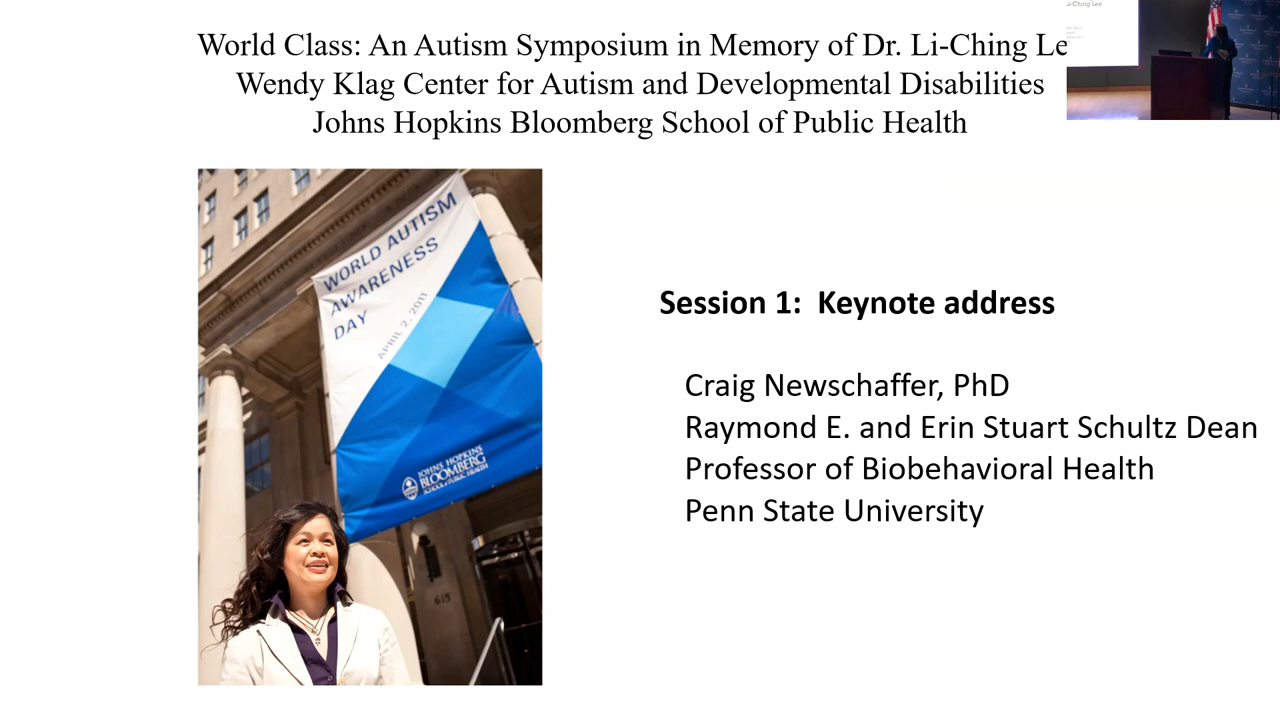 World Class: An Autism Symposium in Memory of Dr. Li-Ching Le
Wendy Klag Center for Autism and Developmental Disabilities
Johns Hopkins Bloomberg School of Public Health
Li-Ching Lee
WORLD AUTISM
AWARENESS
DAY
APRIL 2, 2011
JOHNS HOPKINS
BLOOMBERG
SCHOOL of PUBLIC HEALTH
615
Session 1:  Keynote address
Craig Newschaffer, PhD
Raymond E. and Erin Stuart Schultz Dean
Professor of Biobehavioral Health
Penn State University